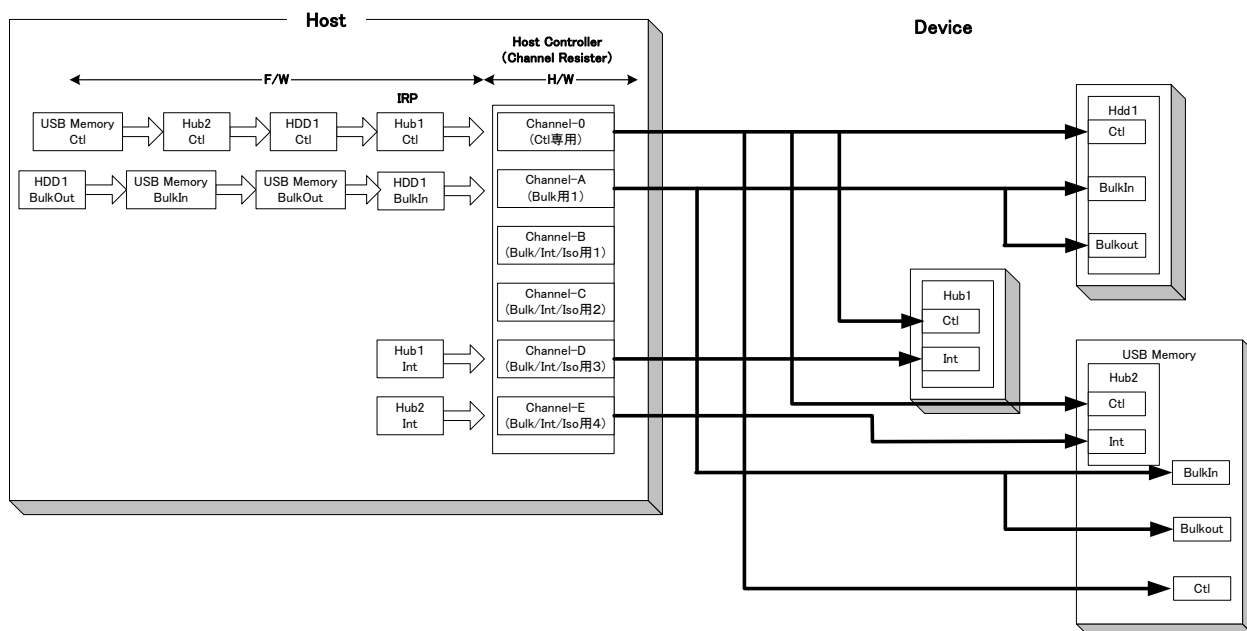 Host
Device
Host Controller
(Channel Resister)
F/W
H/W
IRP
USB Memory
Ctl
Hub2
Ctl
HDD1
Ctl
Hub1
Ctl
Channel-0
(Ctl専用)
HDD1
BulkOut
USB Memory
BulkIn
USB Memory
BulkOut
HDD1
BulkIn
Channel-A
(Bulk用1)
Channel-B
(Bulk/Int/Iso用1)
Channel-C
(Bulk/Int/Iso用2)
Hub1
Int
Channel-D
(Bulk/Int/Iso用3)
Hub2
Int
Channel-E
(Bulk/Int/Iso用4)
Hdd1
Ctl
BulkIn
Bulkout
Hub1
Ctl
Int
USB Memory
Hub2
Ctl
Int
BulkIn
Bulkout
Ctl